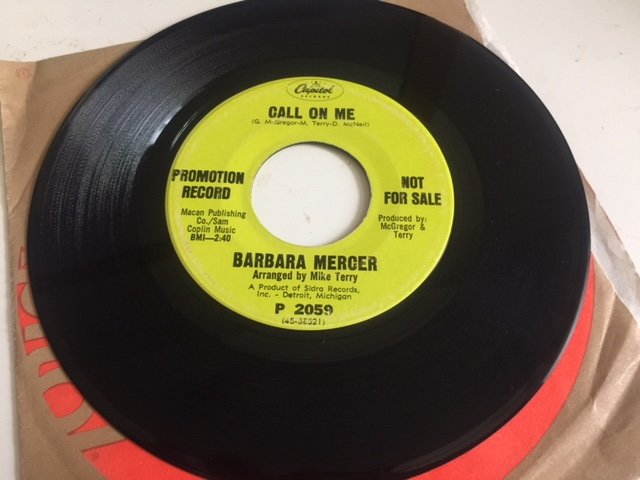 Capitol
RECORDS
CALL ON ME
(G. McGregor-M. Terry-D. McNeil)
PROMOTION
RECORD
NOT
FOR SALE
Macan Publishing
Co./Sam
Coplin Music
BMI—2:40
Produced by:
McGregor &
Terry
BARBARA MERCER
Arranged by Mike Terry
A Product of Sidra Records,
Inc. - Detroit, Michigan
P 2059
(45-58521)